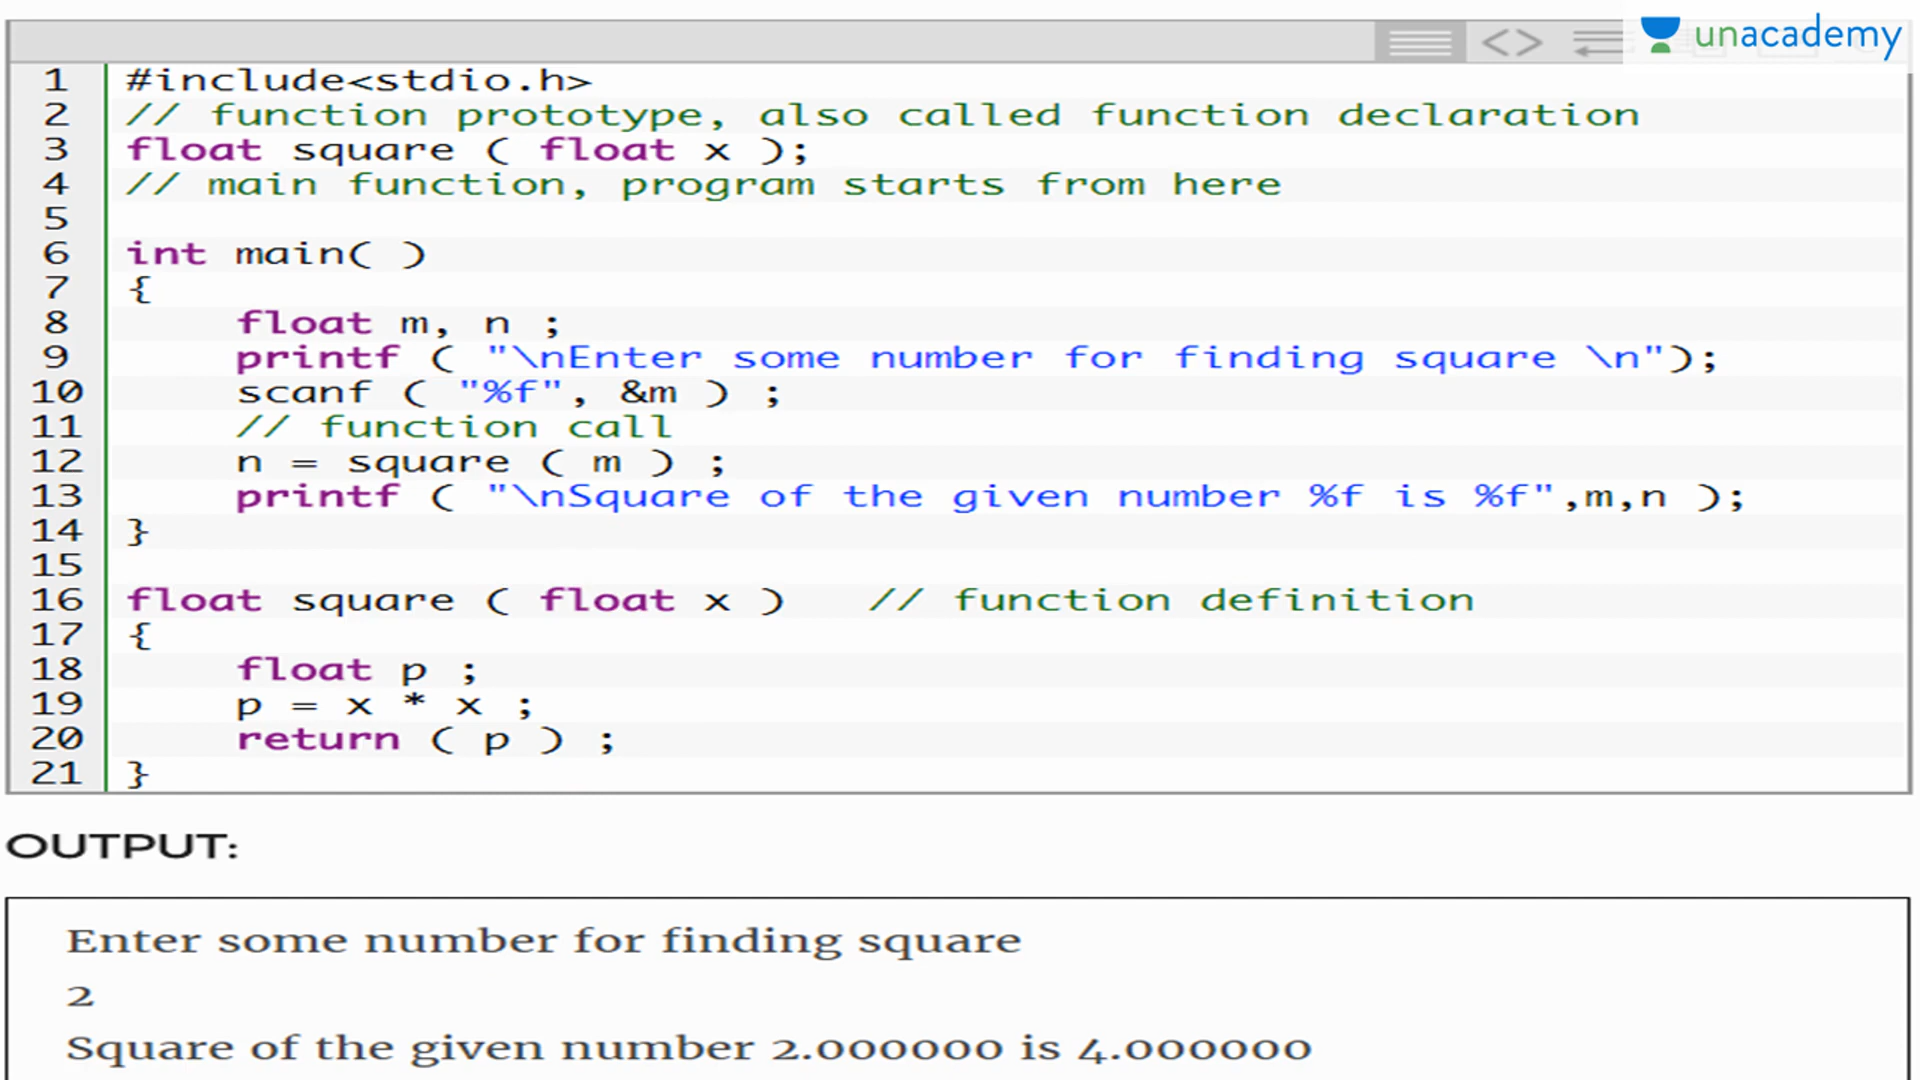 unacademy
1 #include<stdio.h>
2 // function prototype, also called function declaration
3 float square ( float x );
4 // main function, program starts from here
5
6 int main( )
7 {
8 float m, n ;
9 printf ( "\nEnter some number for finding square \n");
10 scanf ( "%f", &m ) ;
11 // function call
12 n = square ( m ) ;
13 printf ( "\nSquare of the given number %f is %f",m,n );
14 }
15
16 float square ( float x ) // function definition
17 {
18 float p ;
19 p = x * x ;
20 return ( p ) ;
21 }
OUTPUT:
Enter some number for finding square
2
Square of the given number 2.000000 is 4.000000